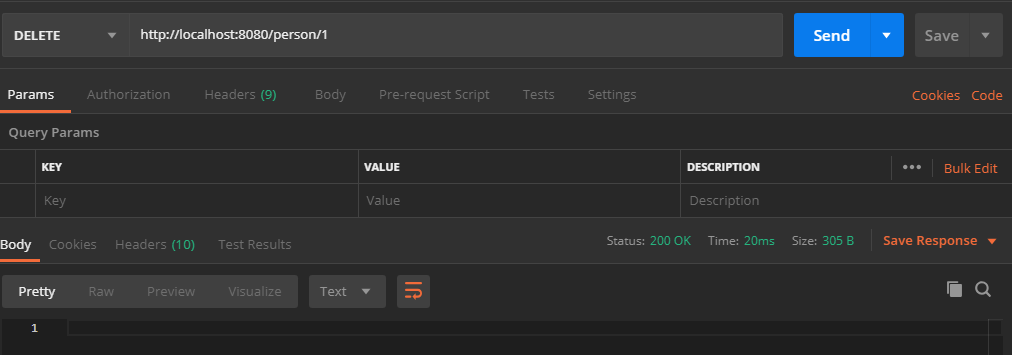 DELETE http://localhost:8080/person/1 Send Save
Params Authorization Headers (9) Body Pre-request Script Tests Settings Cookies Code
Query Params
KEY VALUE DESCRIPTION ••• Bulk Edit
Key Value Description
Body Cookies Headers (10) Test Results Status: 200 OK Time: 20ms Size: 305 B Save Response
Pretty Raw Preview Visualize Text
1